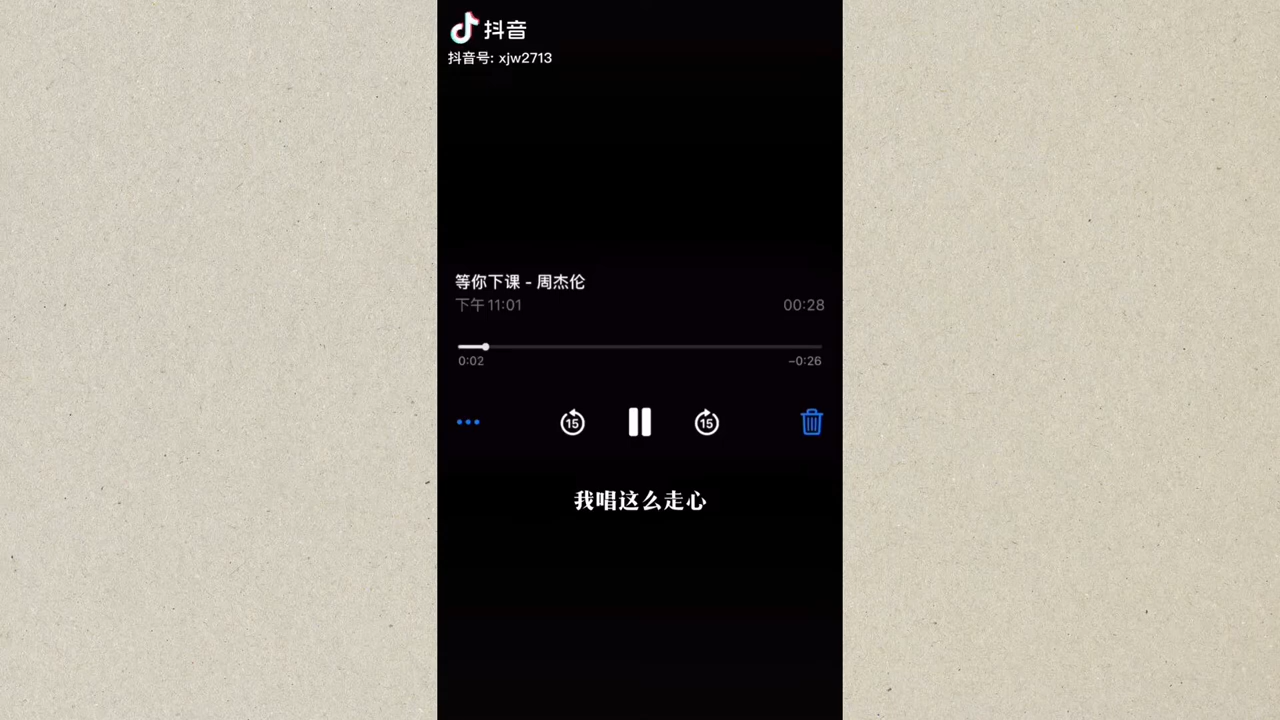 抖音
抖音号: xjw2713
等你下课 - 周杰伦
下午 11:01
00:28
0:02
-0:26
15
15
我唱这么走心